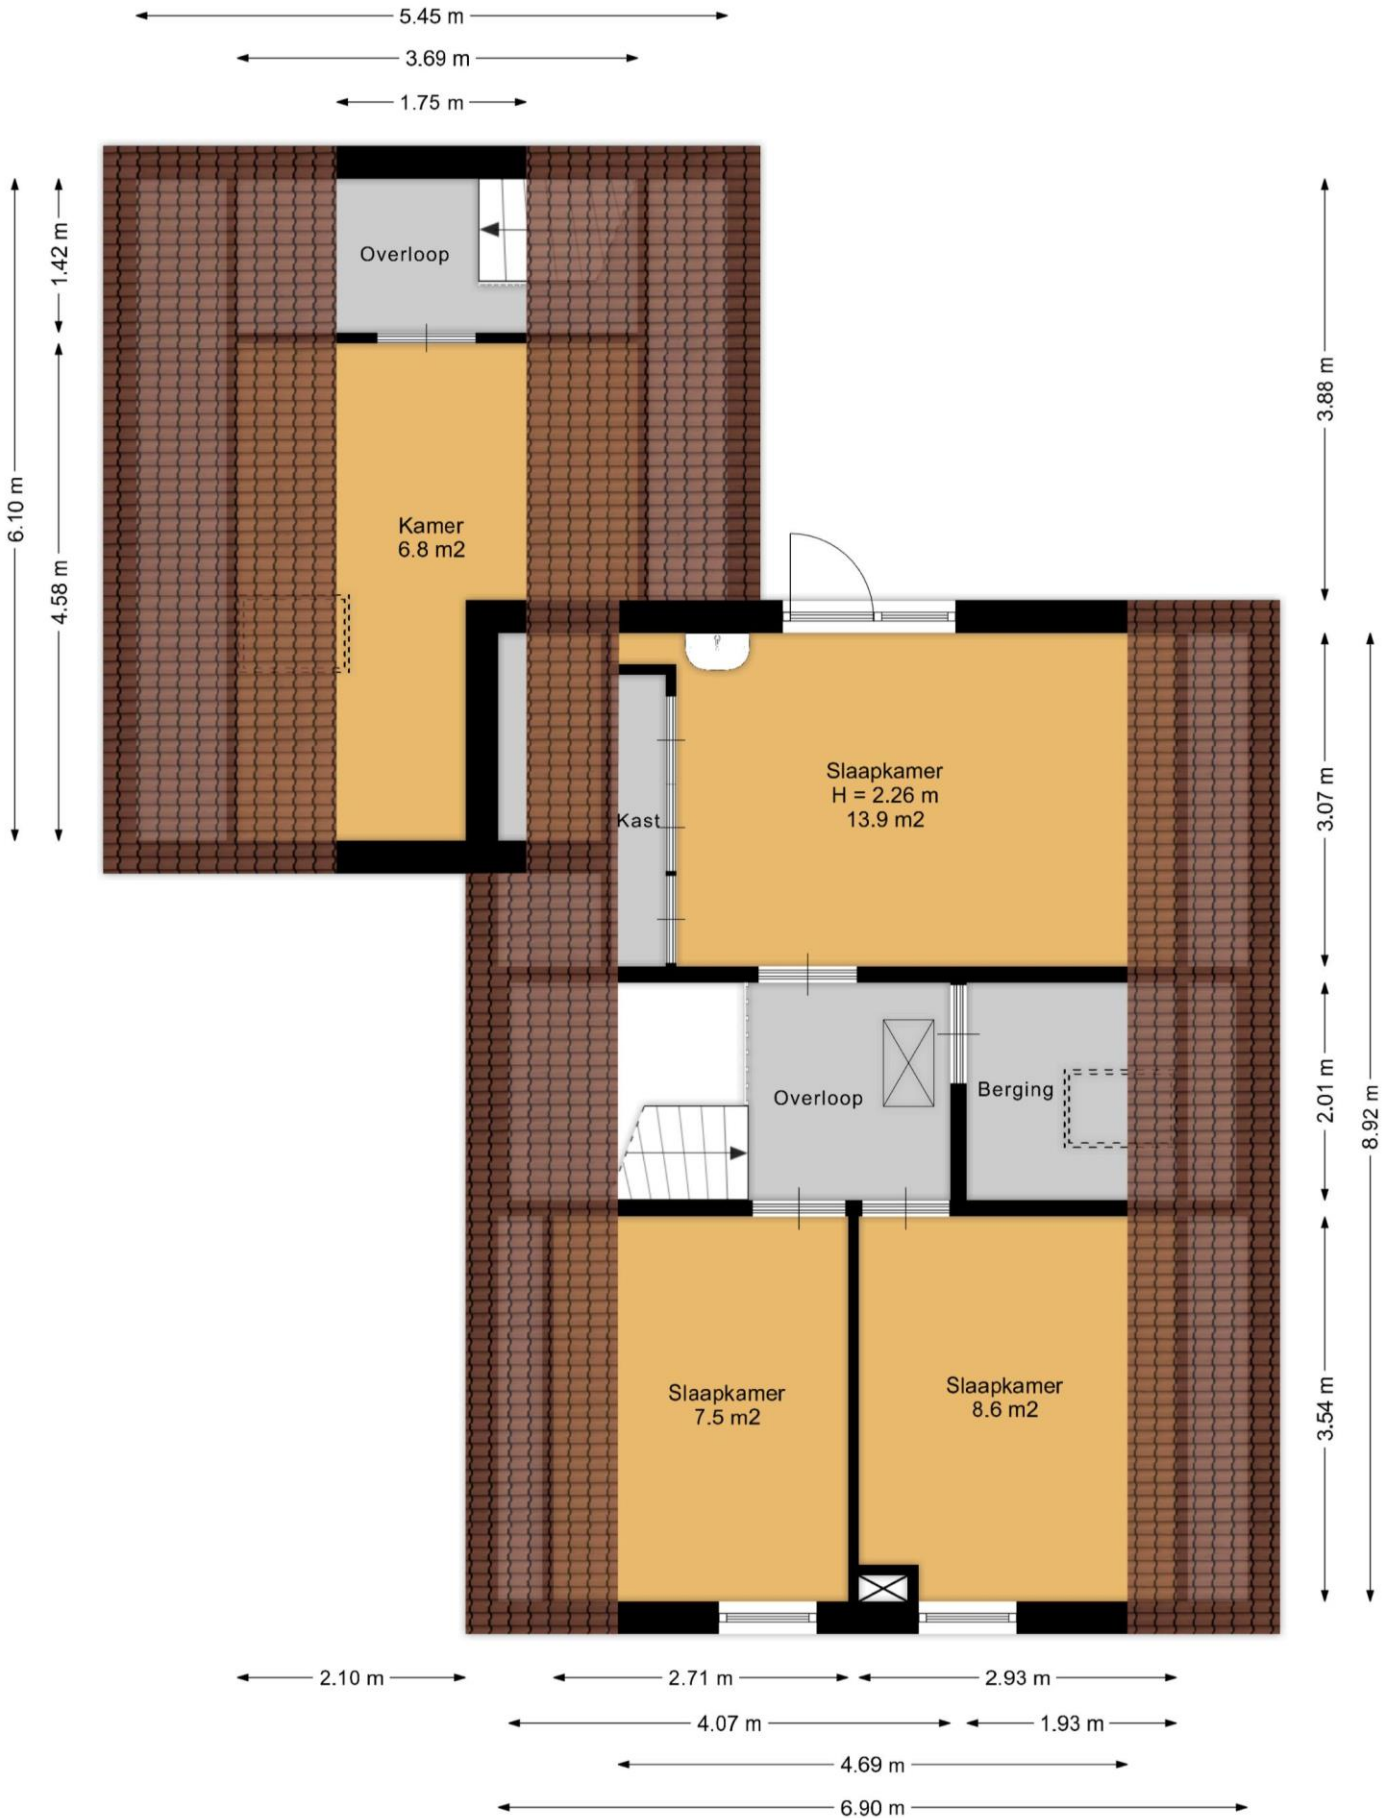 5.45 m
3.69 m
1.75 m
1.42 m
Overloop
3.88 m
6.10 m
4.58 m
Kamer
6.8 m2
Slaapkamer
H = 2.26 m
13.9 m2
Kast
3.07 m
Overloop
Berging
2.01 m
8.92 m
Slaapkamer
7.5 m2
Slaapkamer
8.6 m2
3.54 m
2.10 m
2.71 m
2.93 m
4.07 m
1.93 m
4.69 m
6.90 m